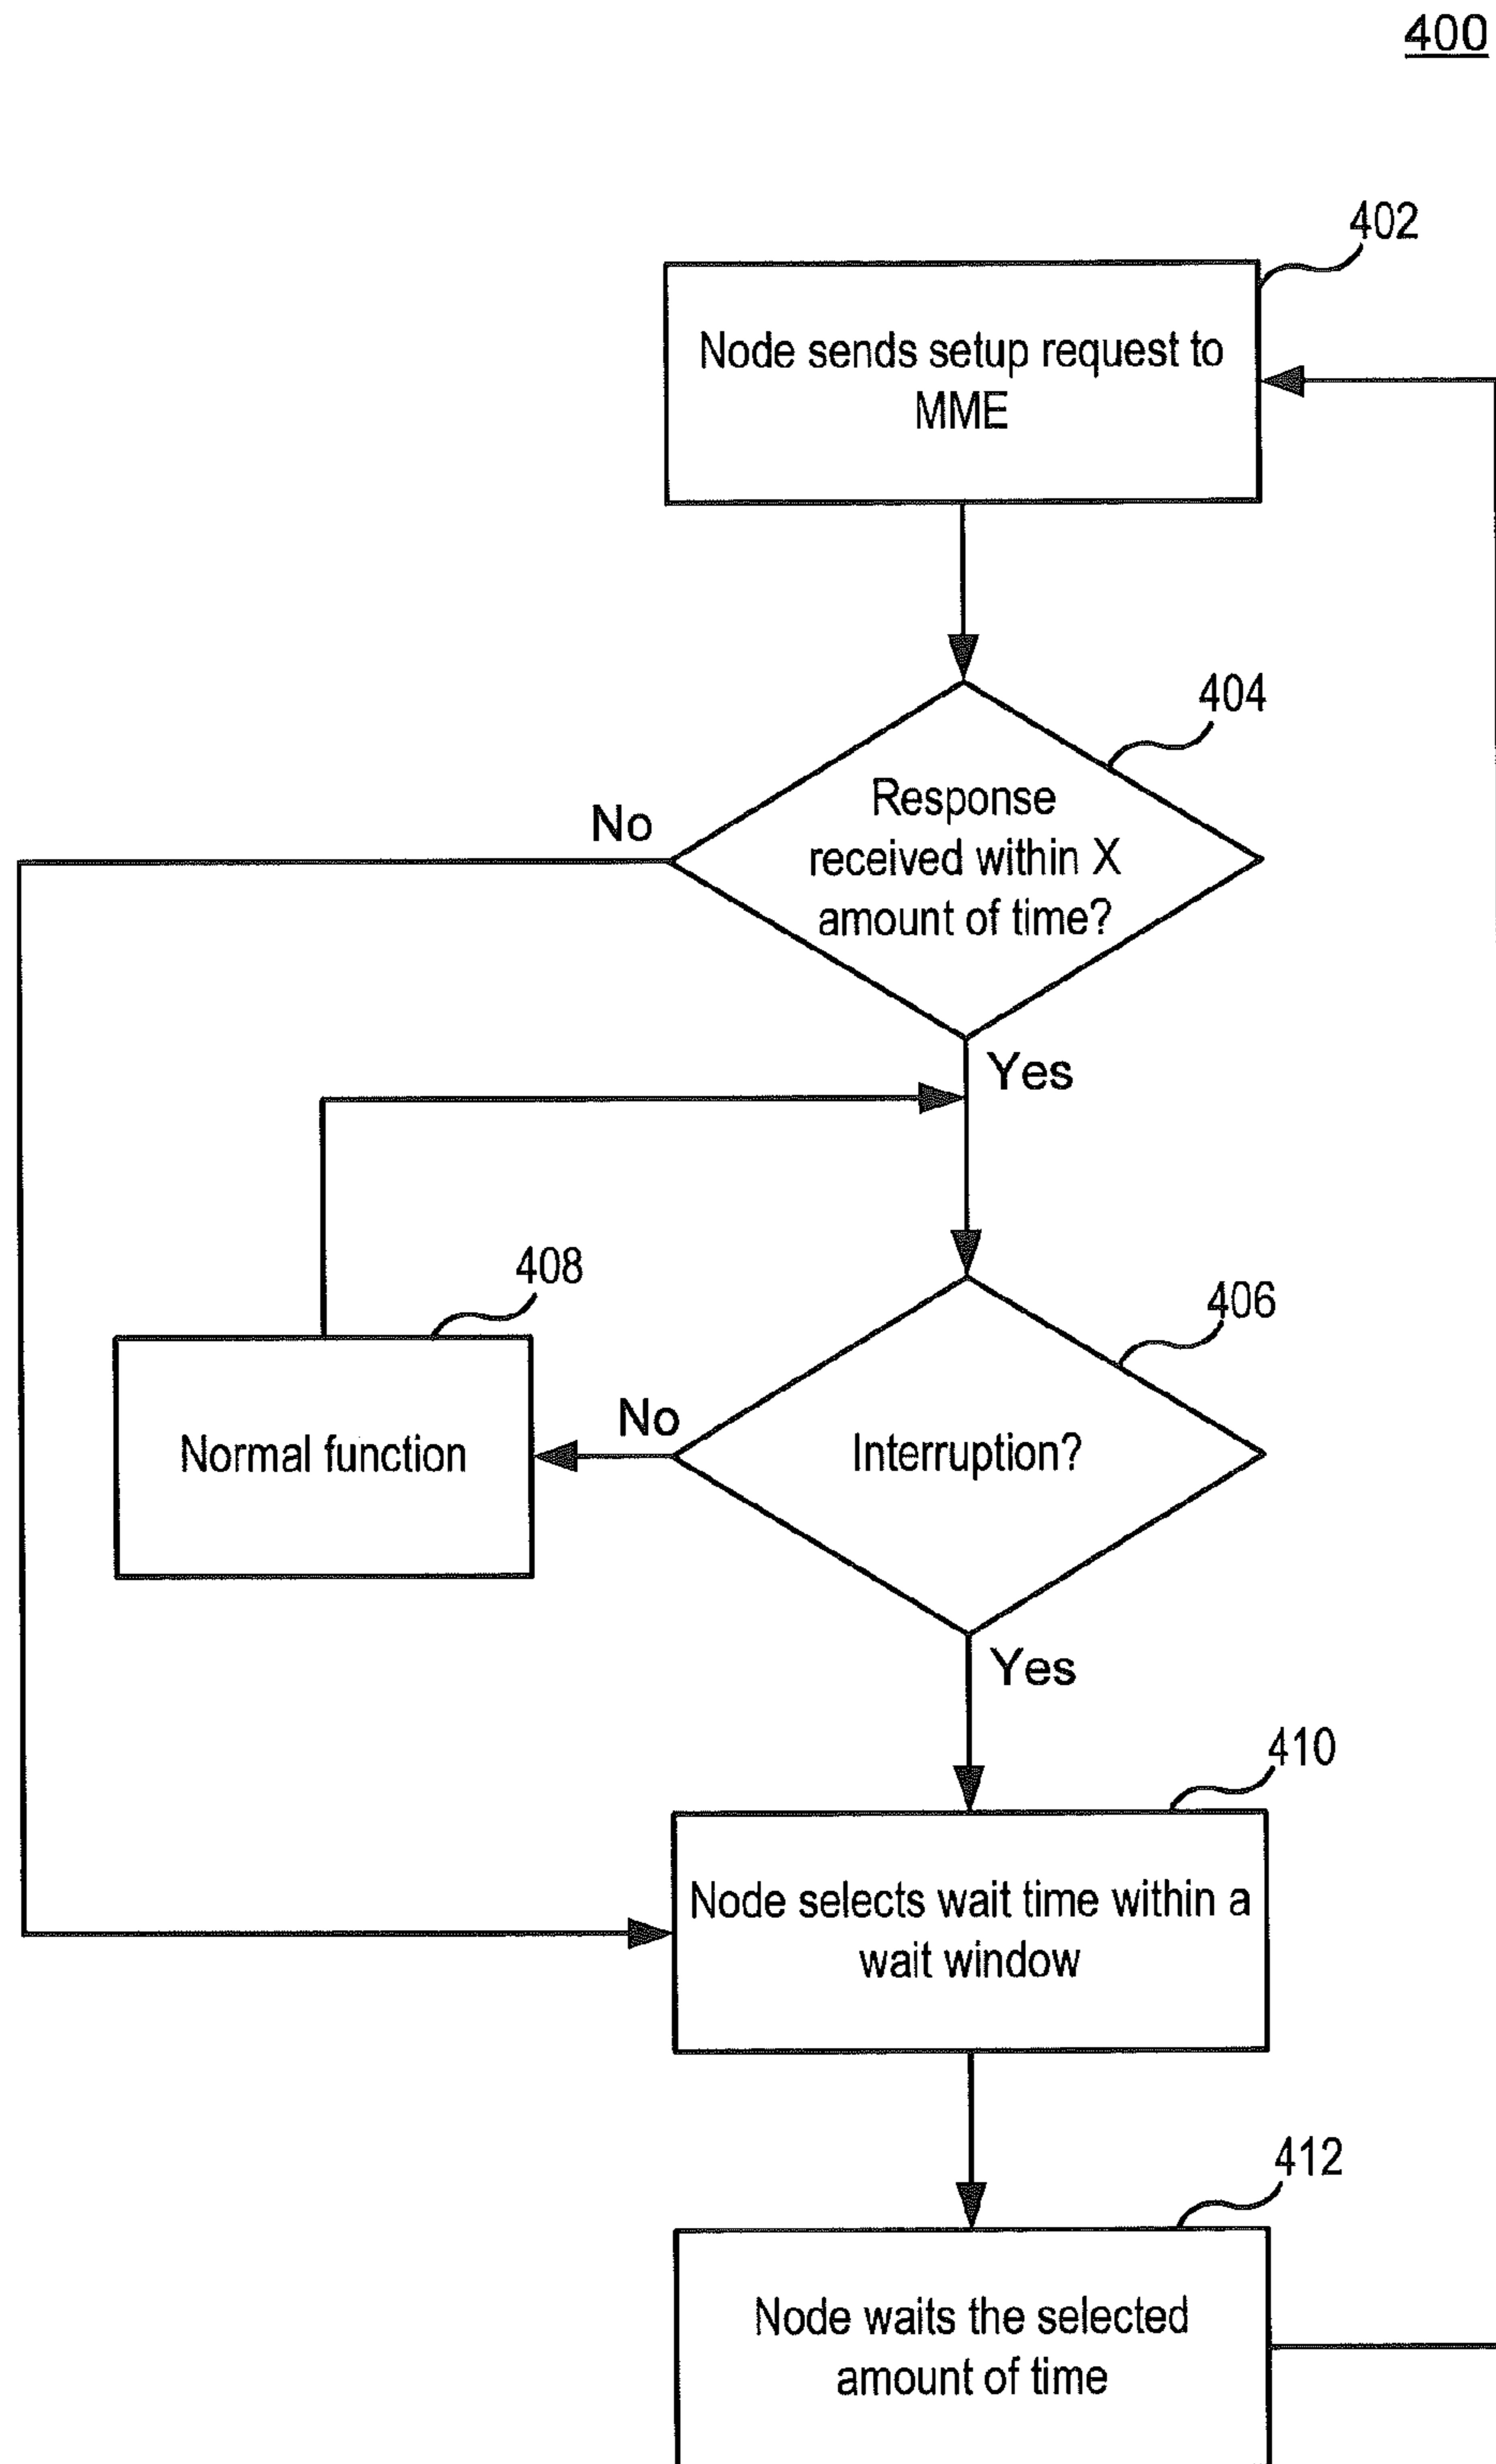 400
402
Node sends setup request to
MME
404
Response
received within X
amount of time?
No
Yes
408
406
Normal function
No
Interruption?
Yes
410
Node selects wait time within a
wait window
412
Node waits the selected
amount of time